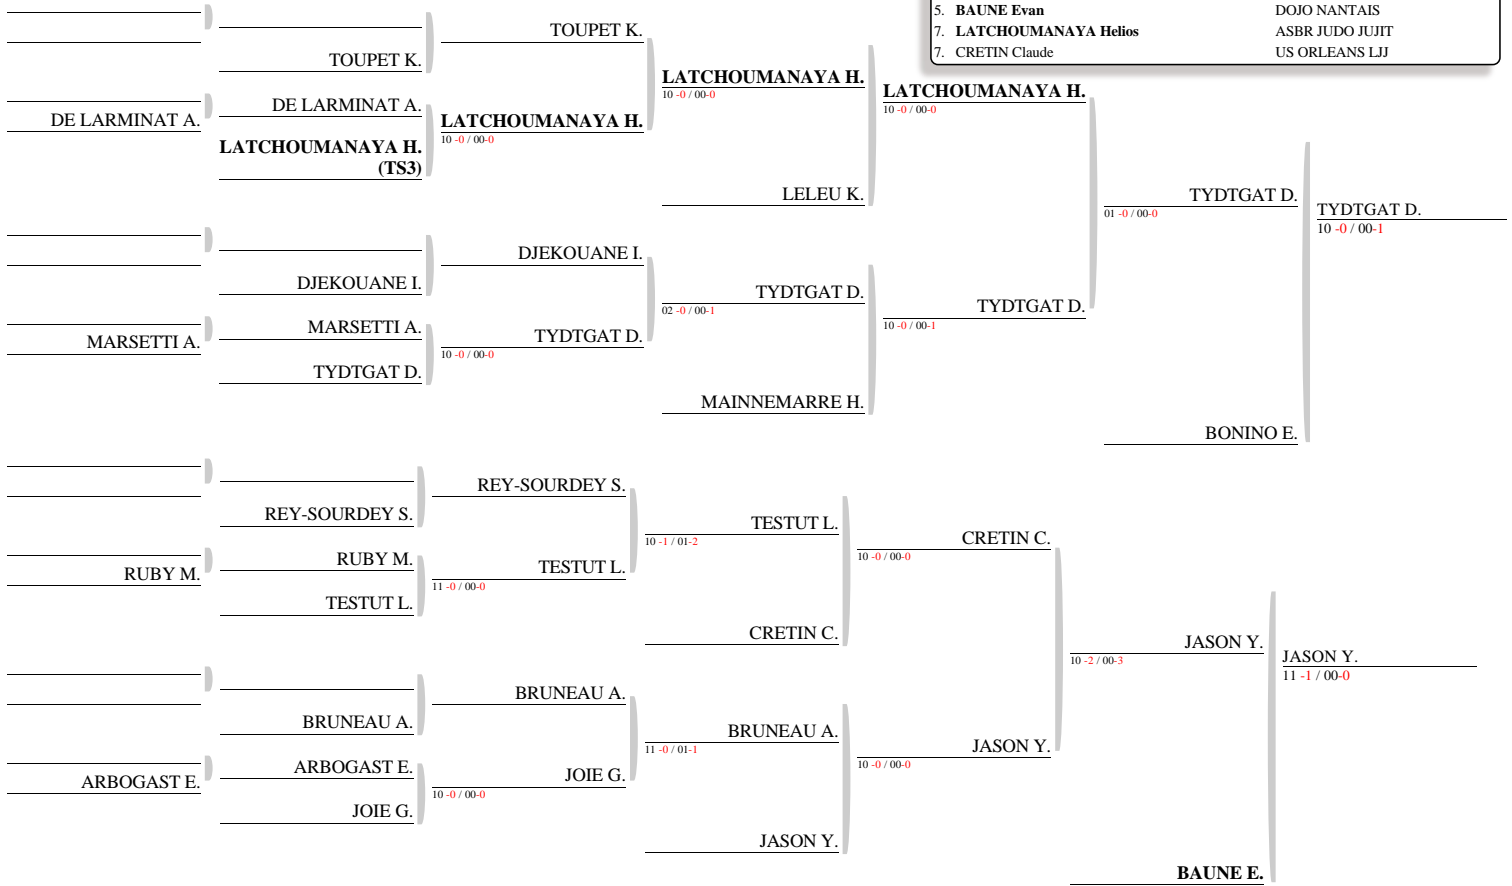 5. BAUNE Evan DOJO NANTAIS
7. LATCHOUMANAYA Helios ASBR JUDO JUJIT
7. CRETIN Claude US ORLEANS LJJ
TOUPET K.
TOUPET K.
LATCHOUMANAYA H.
10 -0 / 00-0
LATCHOUMANAYA H.
10 -0 / 00-0
DE LARMINAT A.
DE LARMINAT A.
LATCHOUMANAYA H.
10 -0 / 00-0
LATCHOUMANAYA H.
(TS3)
LELEU K.
TYDTGAT D.
01 -0 / 00-0
TYDTGAT D.
10 -0 / 00-1
DJEKOUANE I.
DJEKOUANE I.
TYDTGAT D.
02 -0 / 00-1
TYDTGAT D.
10 -0 / 00-1
MARSETTI A.
MARSETTI A.
TYDTGAT D.
10 -0 / 00-0
TYDTGAT D.
MAINNEMARRE H.
BONINO E.
REY-SOURDEY S.
REY-SOURDEY S.
TESTUT L.
10 -1 / 01-2
CRETIN C.
10 -0 / 00-0
RUBY M.
RUBY M.
TESTUT L.
11 -0 / 00-0
TESTUT L.
CRETIN C.
JASON Y.
10 -2 / 00-3
JASON Y.
11 -1 / 00-0
BRUNEAU A.
BRUNEAU A.
BRUNEAU A.
11 -0 / 01-1
JASON Y.
10 -0 / 00-0
ARBOGAST E.
ARBOGAST E.
JOIE G.
10 -0 / 00-0
JOIE G.
JASON Y.
BAUNE E.